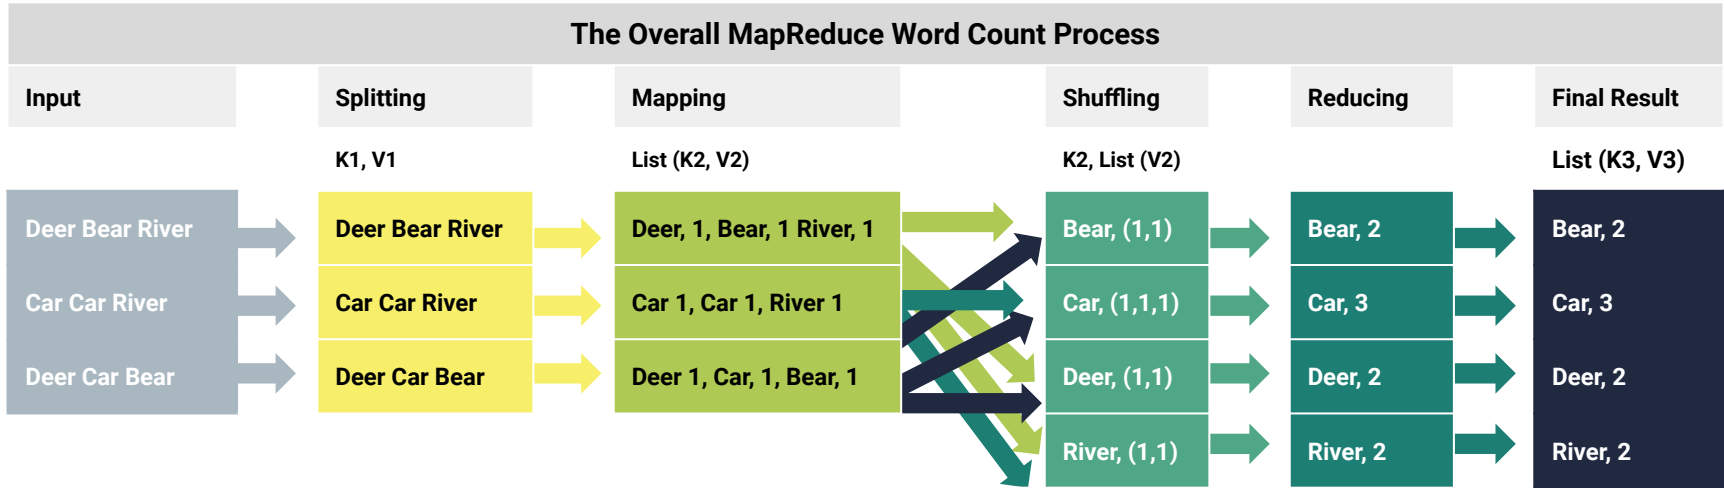 The Overall MapReduce Word Count Process
Input
Splitting
Mapping
Shuffling
Reducing
Final Result
K1, V1
List (K2, V2)
K2, List (V2)
List (K3, V3)
Deer Bear River
Deer Bear River
Deer, 1, Bear, 1 River, 1
Bear, (1,1)
Bear, 2
Bear, 2
Car Car River
Car Car River
Car 1, Car 1, River 1
Car, (1,1,1)
Car, 3
Car, 3
Deer Car Bear
Deer Car Bear
Deer 1, Car, 1, Bear, 1
Deer, (1,1)
Deer, 2
Deer, 2
River, (1,1)
River, 2
River, 2